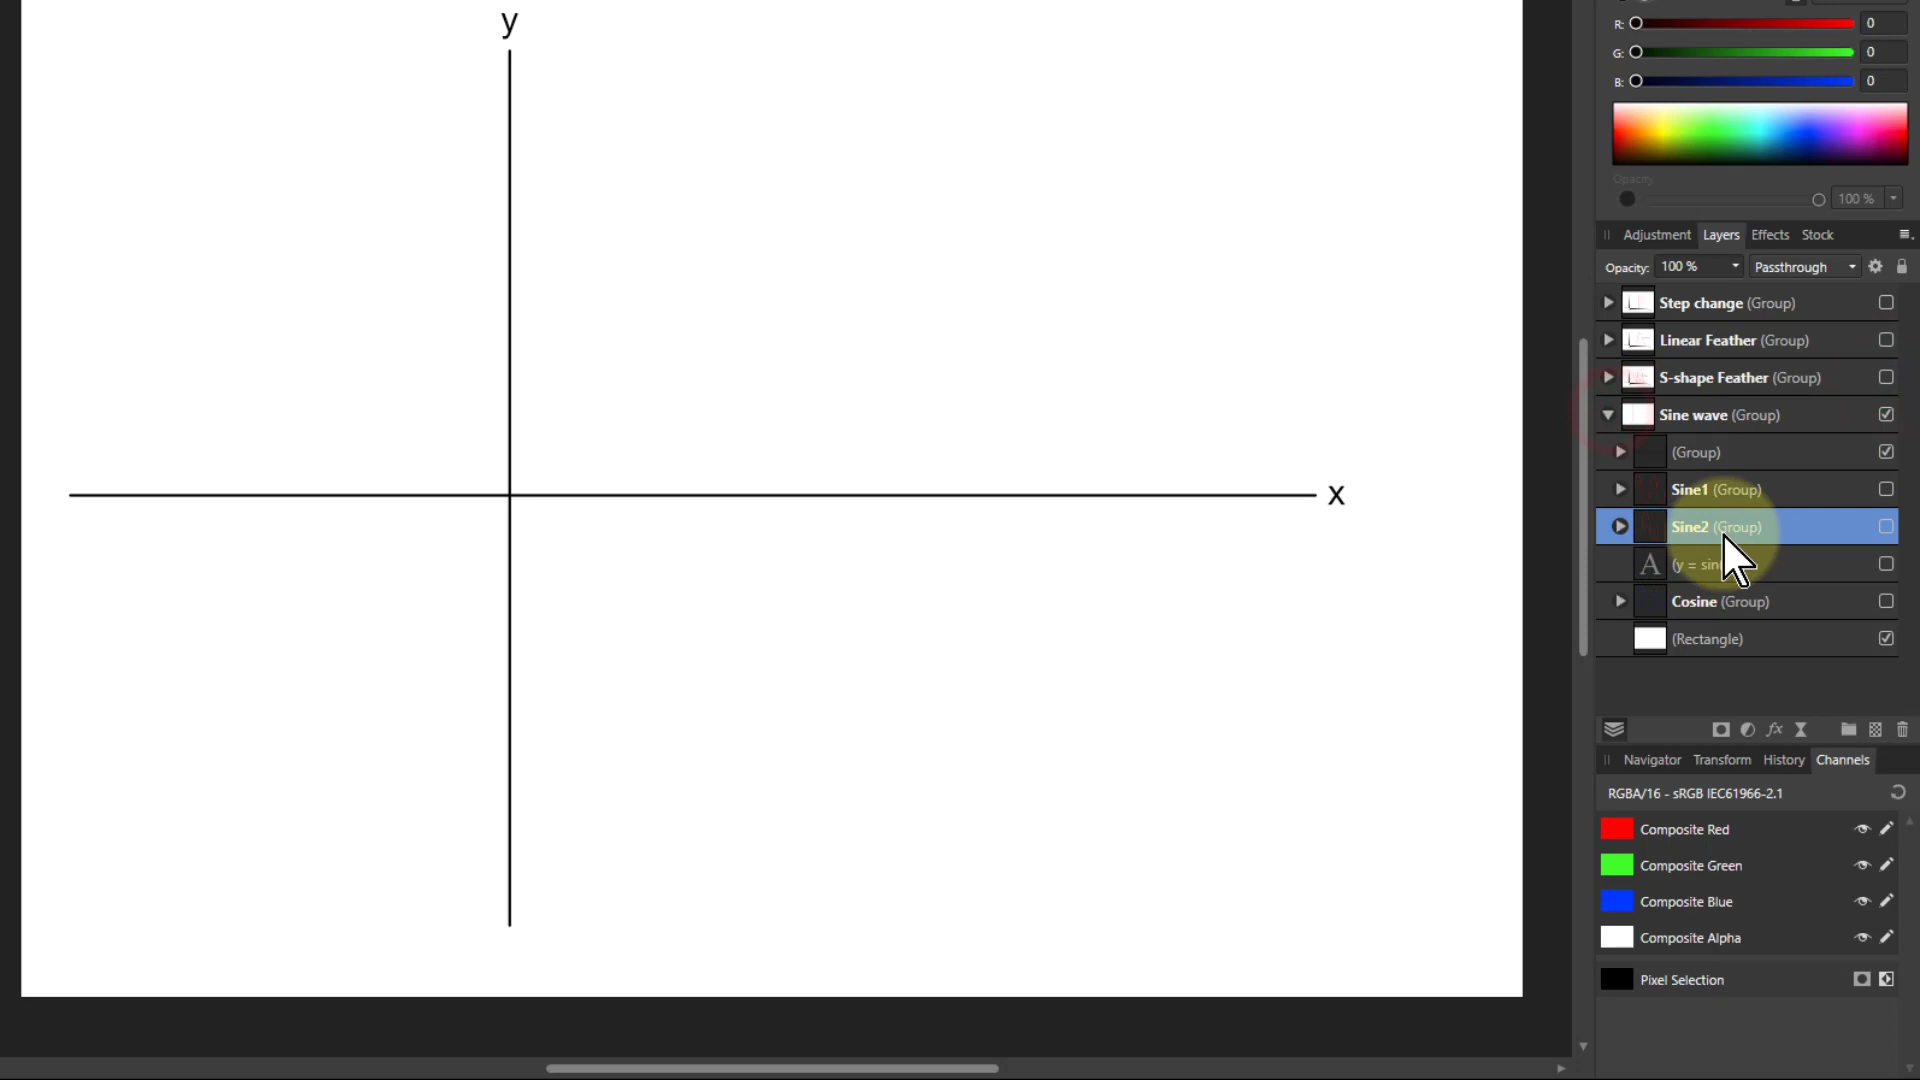 y
x
R: 0
G: 0
B: 0
Opacity
100 %
Adjustment Layers Effects Stock
Opacity: 100 % Passthrough
Step change (Group)
Linear Feather (Group)
S-shape Feather (Group)
Sine wave (Group)
(Group)
Sine1 (Group)
Sine2 (Group)
A (y =
Cosine (Group)
(Rectangle)
fx
Navigator Transform History Channels
RGBA/16 - sRGB IEC61966-2.1
Composite Red
Composite Green
Composite Blue
Composite Alpha
Pixel Selection